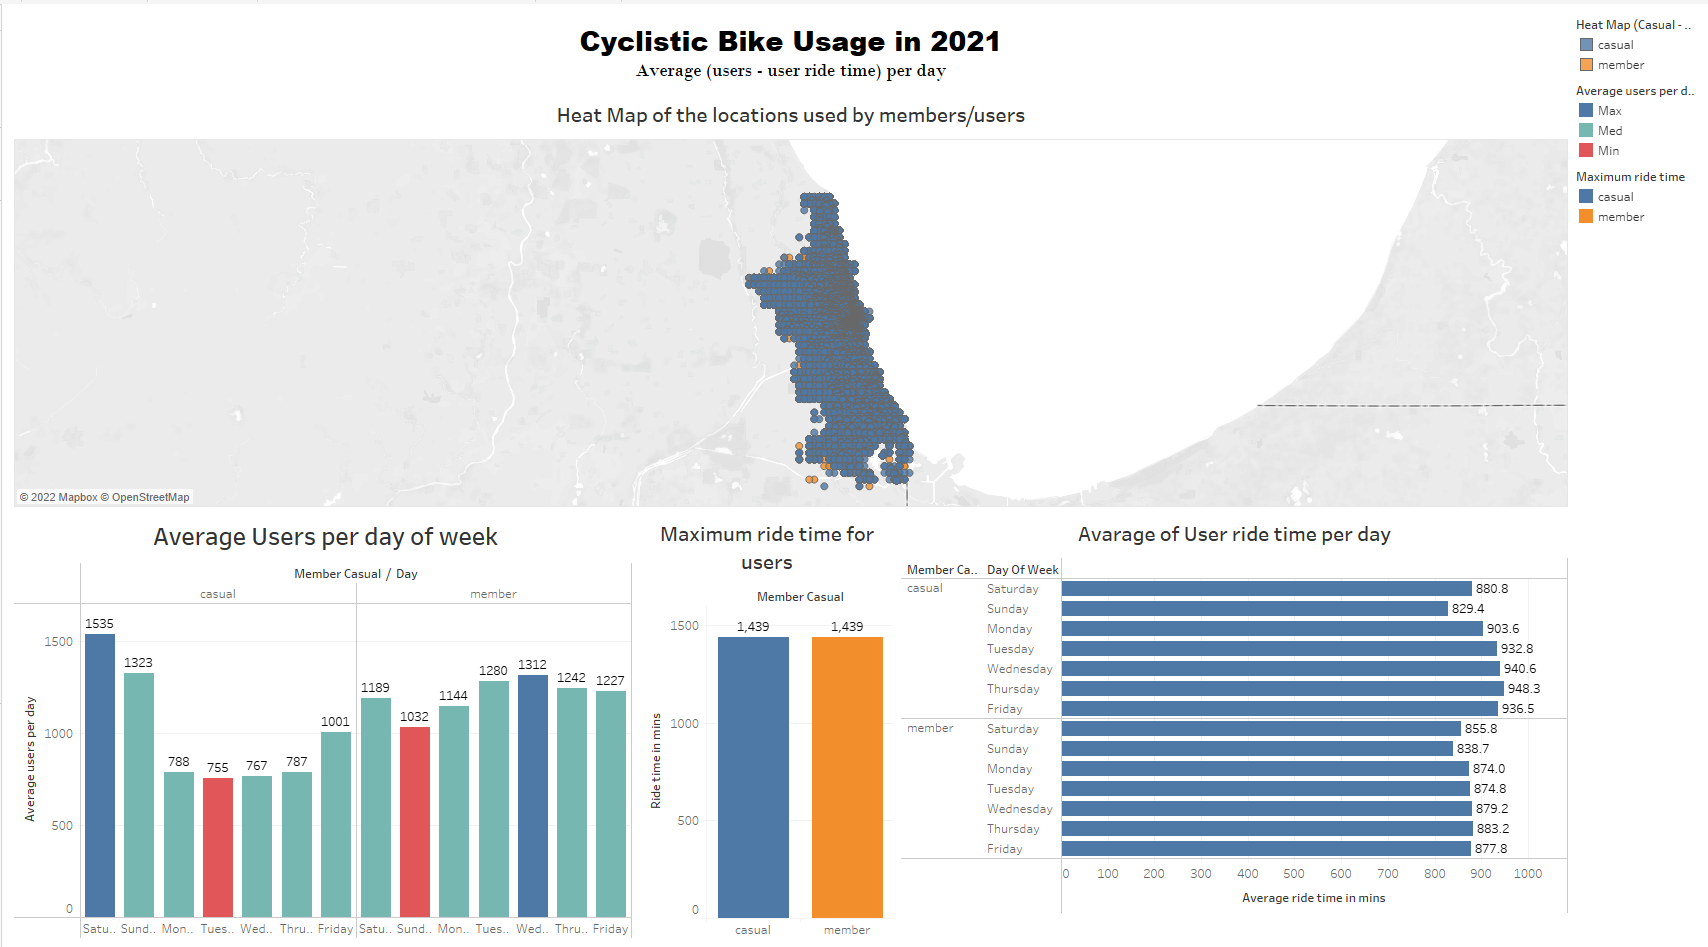 Cyclistic Bike Usage in 2021
Average (users - user ride time) per day
Heat Map of the locations used by members/users
© 2022 Mapbox © OpenStreetMap
Heat Map (Casual - ..
casual
member
Average users per d..
Max
Med
Min
Maximum ride time
casual
member
Average Users per day of week
Member Casual / Day
casual
member
Average users per day
1500
1000
500
0
1535
1323
788
755
767
787
1001
1189
1032
1144
1280
1312
1242
1227
Satu..
Sund..
Mon..
Tues..
Wed..
Thru..
Friday
Satu..
Sund..
Mon..
Tues..
Wed..
Thru..
Friday
Maximum ride time for
users
Member Casual
Ride time in mins
1500
1000
500
0
1,439
1,439
casual
member
Avarage of User ride time per day
Member Ca.. Day Of Week
casual
Saturday 880.8
Sunday 829.4
Monday 903.6
Tuesday 932.8
Wednesday 940.6
Thursday 948.3
Friday 936.5
member
Saturday 855.8
Sunday 838.7
Monday 874.0
Tuesday 874.8
Wednesday 879.2
Thursday 883.2
Friday 877.8
0 100 200 300 400 500 600 700 800 900 1000
Average ride time in mins